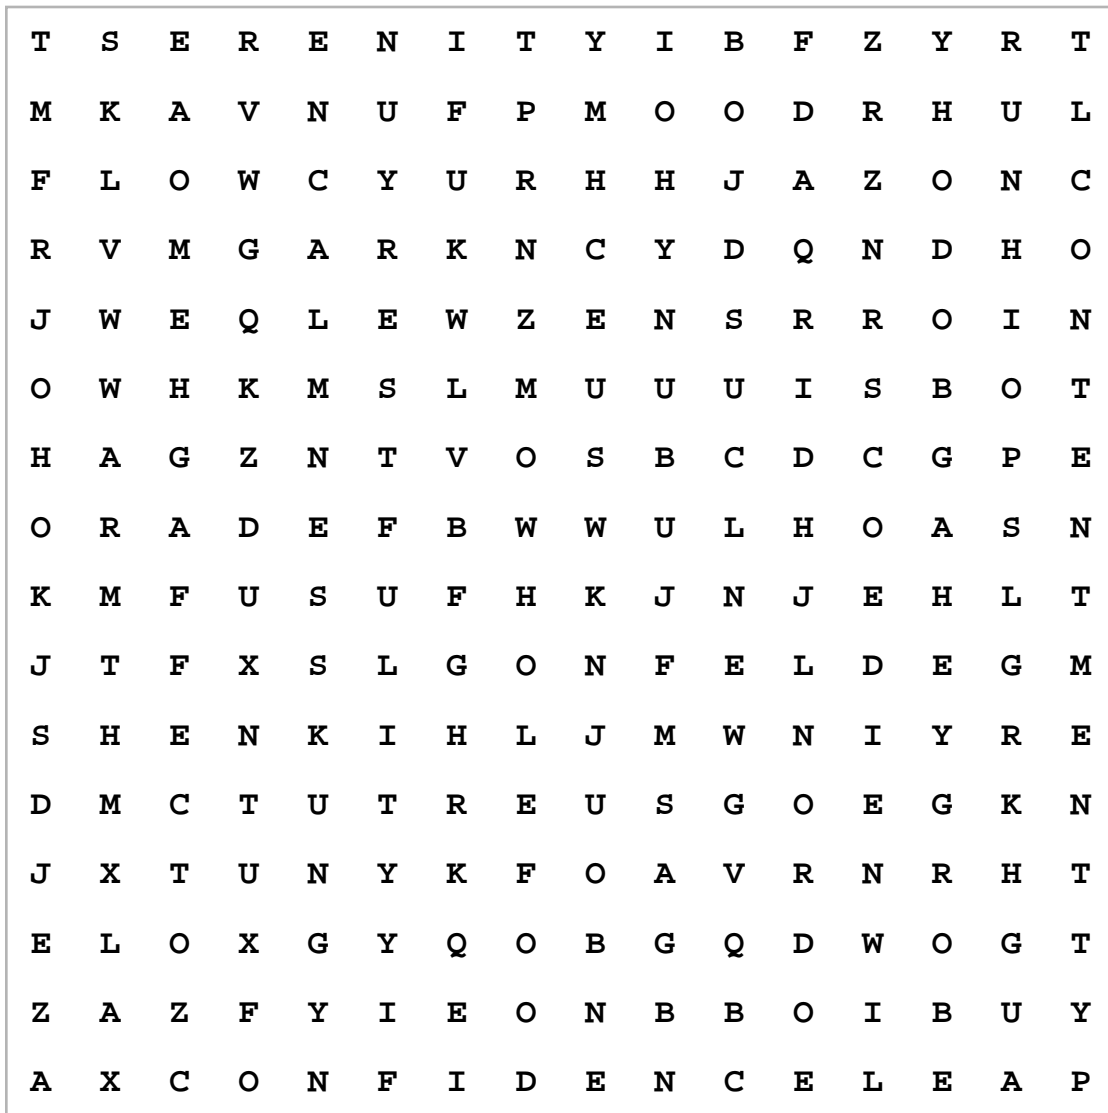 T S E R E N I T Y I B F Z Y R T
M K A V N U F P M O O D R H U L
F L O W C Y U R H H J A Z O N C
R V M G A R K N C Y D Q N D H O
J W E Q L E W Z E N S R R O I N
O W H K M S L M U U U I S B O T
H A G Z N T V O S B C D C G P E
O R A D E F B W W U L H O A S N
K M F U S U F H K J N J E H L T
J T F X S L G O N F E L D E G M
S H E N K I H L J M W N I Y R E
D M C T U T R E U S G O E G K N
J X T U N Y K F O A V R N R H T
E L O X G Y Q O B G Q D W O G T
Z A Z F Y I E O N B B O I B U Y
A X C O N F I D E N C E L E A P